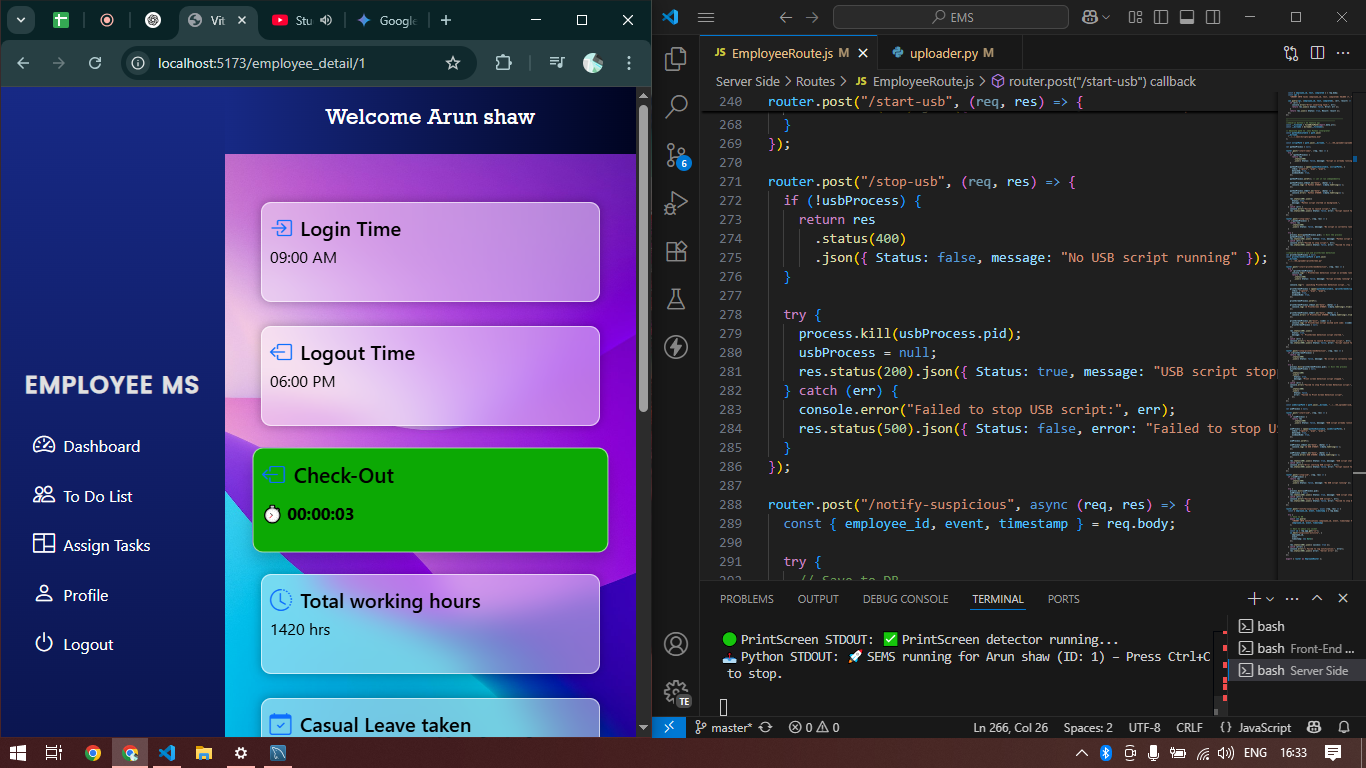 Vit
Stu
Google
localhost:5173/employee_detail/1
Welcome Arun shaw
EMPLOYEE MS
Dashboard
To Do List
Assign Tasks
Profile
Logout
Login Time
09:00 AM
Logout Time
06:00 PM
Check-Out
00:00:03
Total working hours
1420 hrs
Casual Leave taken
EMS
JS EmployeeRoute.js M
uploader.py M
Server Side > Routes > JS EmployeeRoute.js > router.post("/start-usb") callback
240 router.post("/start-usb", (req, res) => {
268 }
269 });
270
271 router.post("/stop-usb", (req, res) => {
272 if (!usbProcess) {
273 return res
274 .status(400)
275 .json({ Status: false, message: "No USB script running" });
276 }
277
278 try {
279 process.kill(usbProcess.pid);
280 usbProcess = null;
281 res.status(200).json({ Status: true, message: "USB script stop
282 } catch (err) {
283 console.error("Failed to stop USB script:", err);
284 res.status(500).json({ Status: false, error: "Failed to stop U
285 }
286 });
287
288 router.post("/notify-suspicious", async (req, res) => {
289 const { employee_id, event, timestamp } = req.body;
290
291 try {
292 // Save to DB
6
PROBLEMS OUTPUT DEBUG CONSOLE TERMINAL PORTS
PrintScreen STDOUT: ✅ PrintScreen detector running...
Python STDOUT: 🚀 SEMS running for Arun shaw (ID: 1) – Press Ctrl+C
to stop.
bash
bash Front-End ...
bash Server Side
TE
master* 0 0 Ln 266, Col 26 Spaces: 2 UTF-8 CRLF {} JavaScript
ENG 16:33